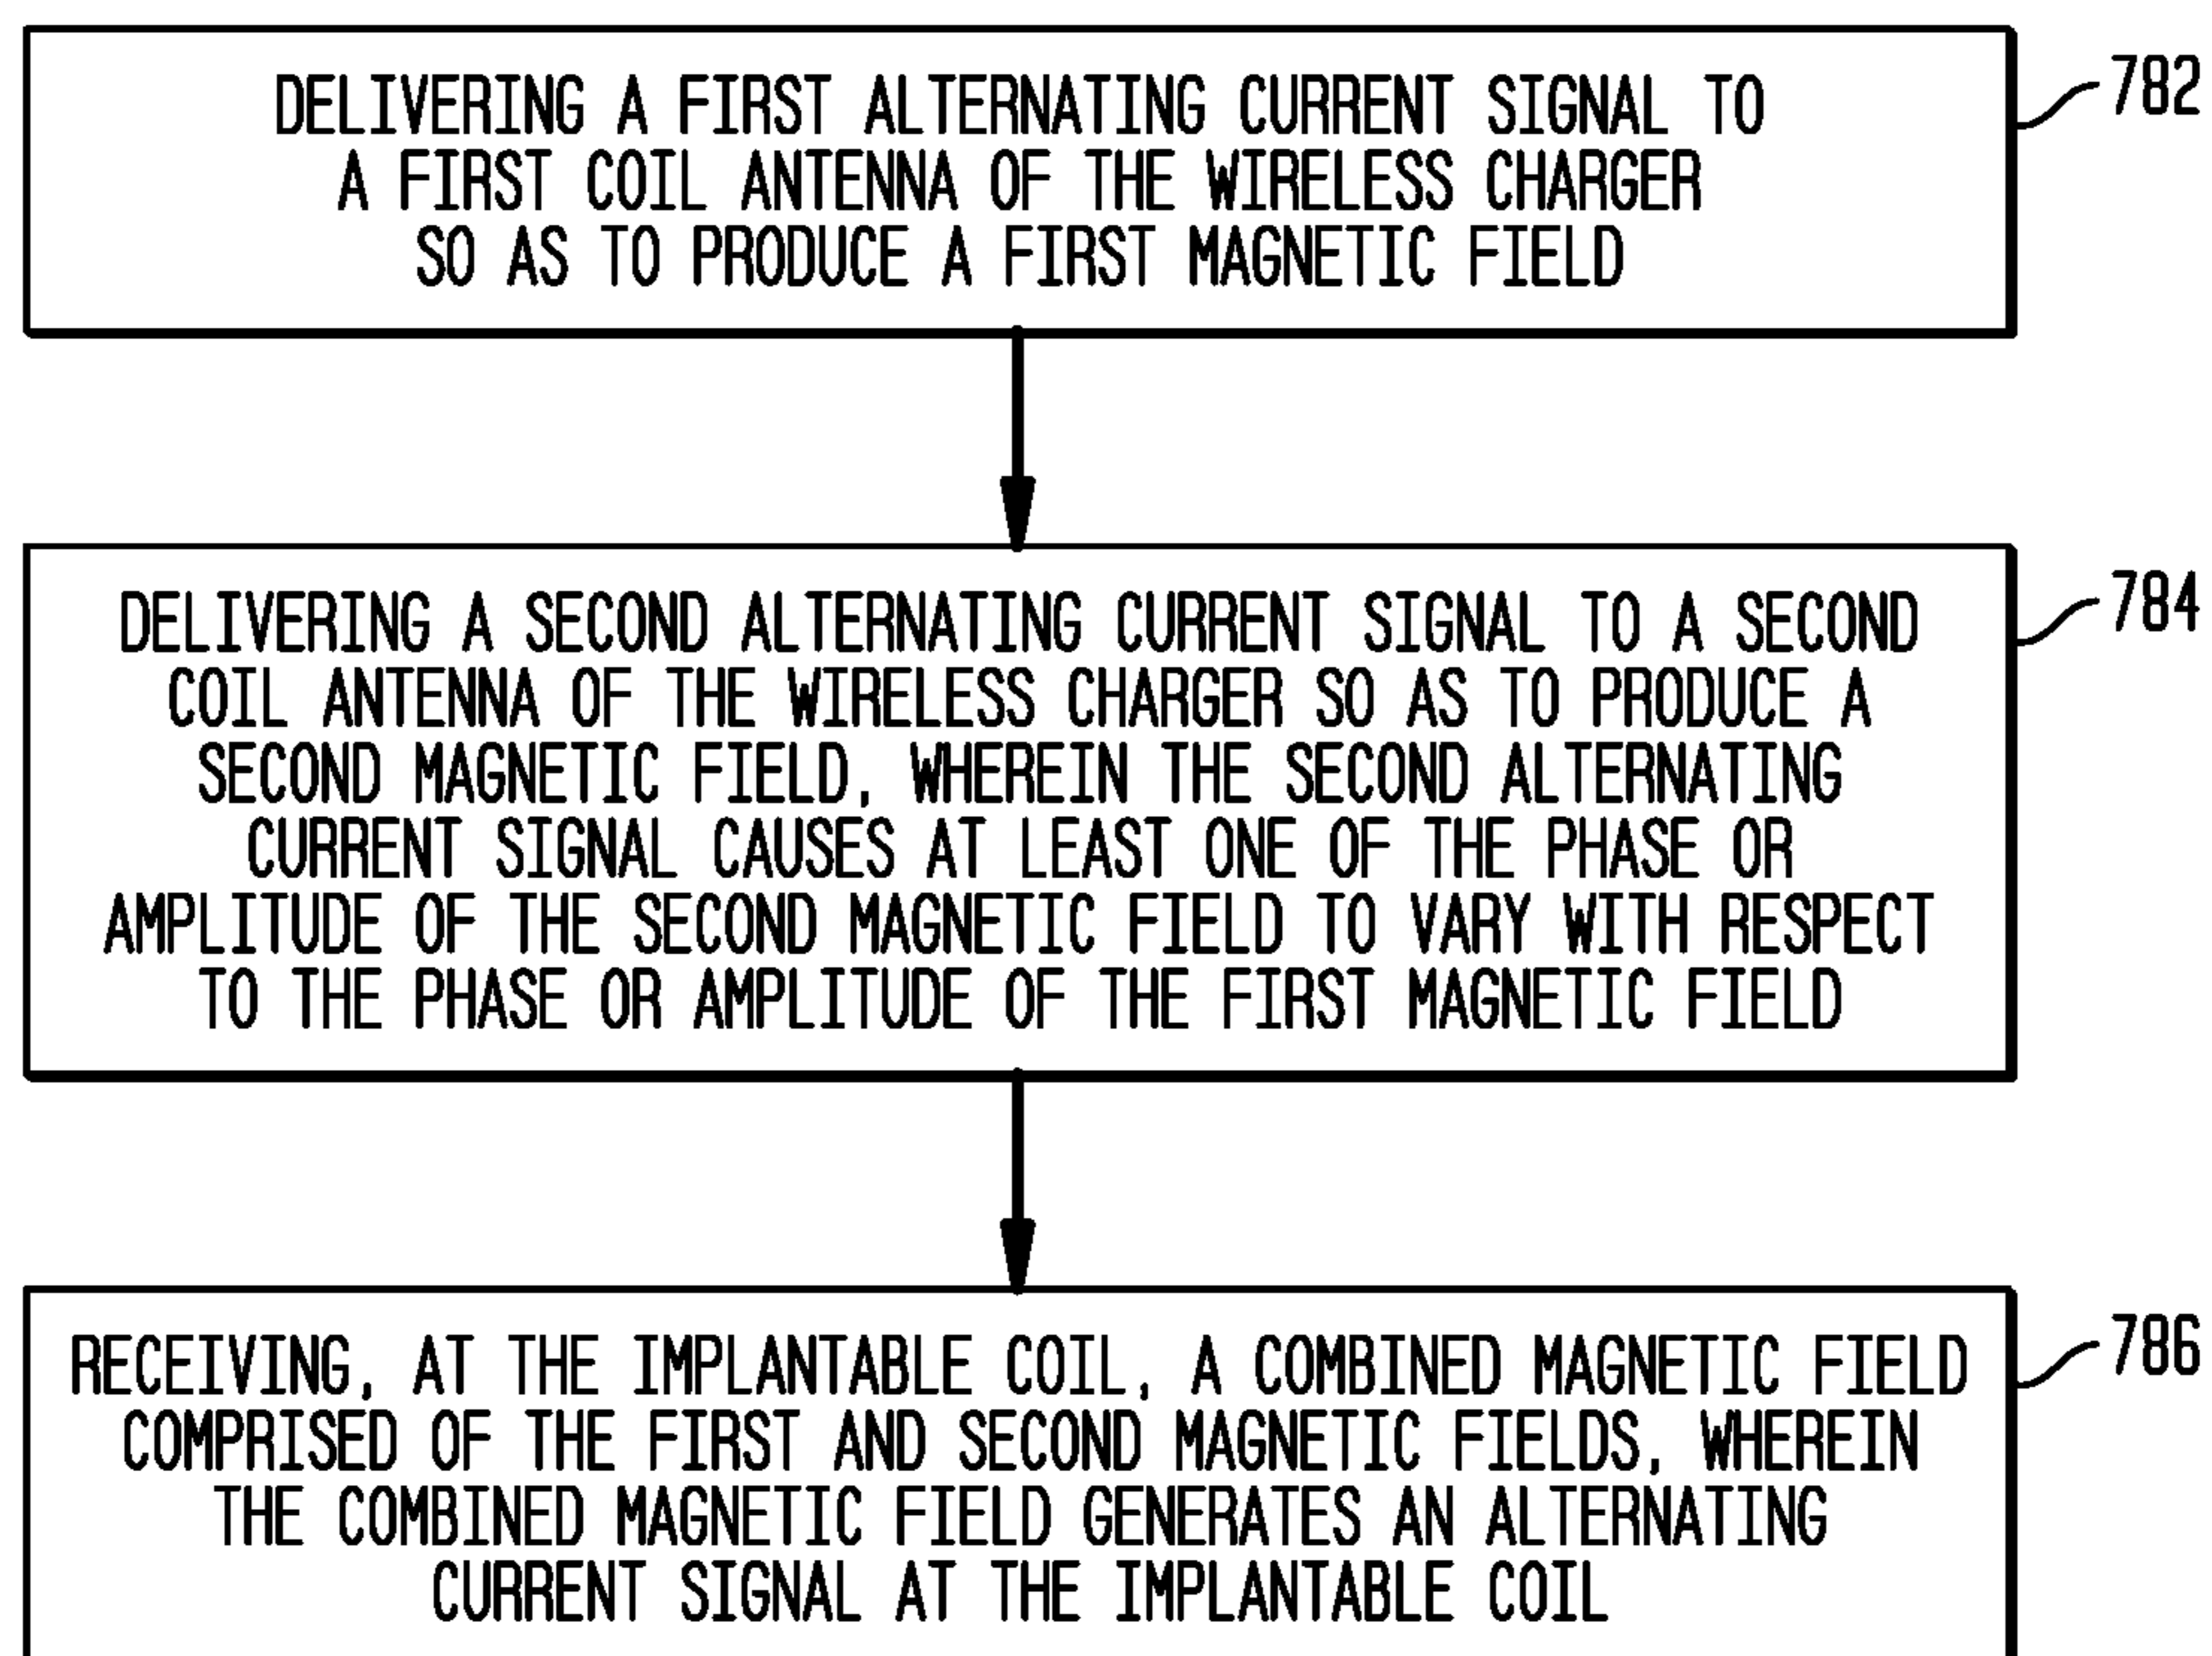 DELIVERING A FIRST ALTERNATING CURRENT SIGNAL TO
A FIRST COIL ANTENNA OF THE WIRELESS CHARGER
SO AS TO PRODUCE A FIRST MAGNETIC FIELD
782
DELIVERING A SECOND ALTERNATING CURRENT SIGNAL TO A SECOND
COIL ANTENNA OF THE WIRELESS CHARGER SO AS TO PRODUCE A
SECOND MAGNETIC FIELD, WHEREIN THE SECOND ALTERNATING
CURRENT SIGNAL CAUSES AT LEAST ONE OF THE PHASE OR
AMPLITUDE OF THE SECOND MAGNETIC FIELD TO VARY WITH RESPECT
TO THE PHASE OR AMPLITUDE OF THE FIRST MAGNETIC FIELD
784
RECEIVING, AT THE IMPLANTABLE COIL, A COMBINED MAGNETIC FIELD
COMPRISED OF THE FIRST AND SECOND MAGNETIC FIELDS, WHEREIN
THE COMBINED MAGNETIC FIELD GENERATES AN ALTERNATING
CURRENT SIGNAL AT THE IMPLANTABLE COIL
786